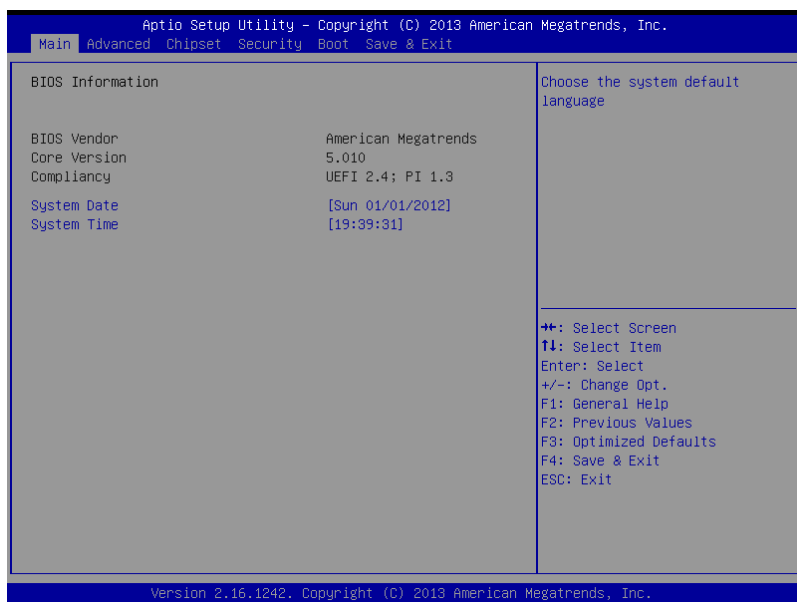 Aptio Setup Utility – Copyright (C) 2013 American Megatrends, Inc.
Main Advanced Chipset Security Boot Save & Exit
BIOS Information
BIOS Vendor American Megatrends
Core Version 5.010
Compliancy UEFI 2.4; PI 1.3
System Date [Sun 01/01/2012]
System Time [19:39:31]
Choose the system default
language
→←: Select Screen
↑↓: Select Item
Enter: Select
+/-: Change Opt.
F1: General Help
F2: Previous Values
F3: Optimized Defaults
F4: Save & Exit
ESC: Exit
Version 2.16.1242. Copyright (C) 2013 American Megatrends, Inc.